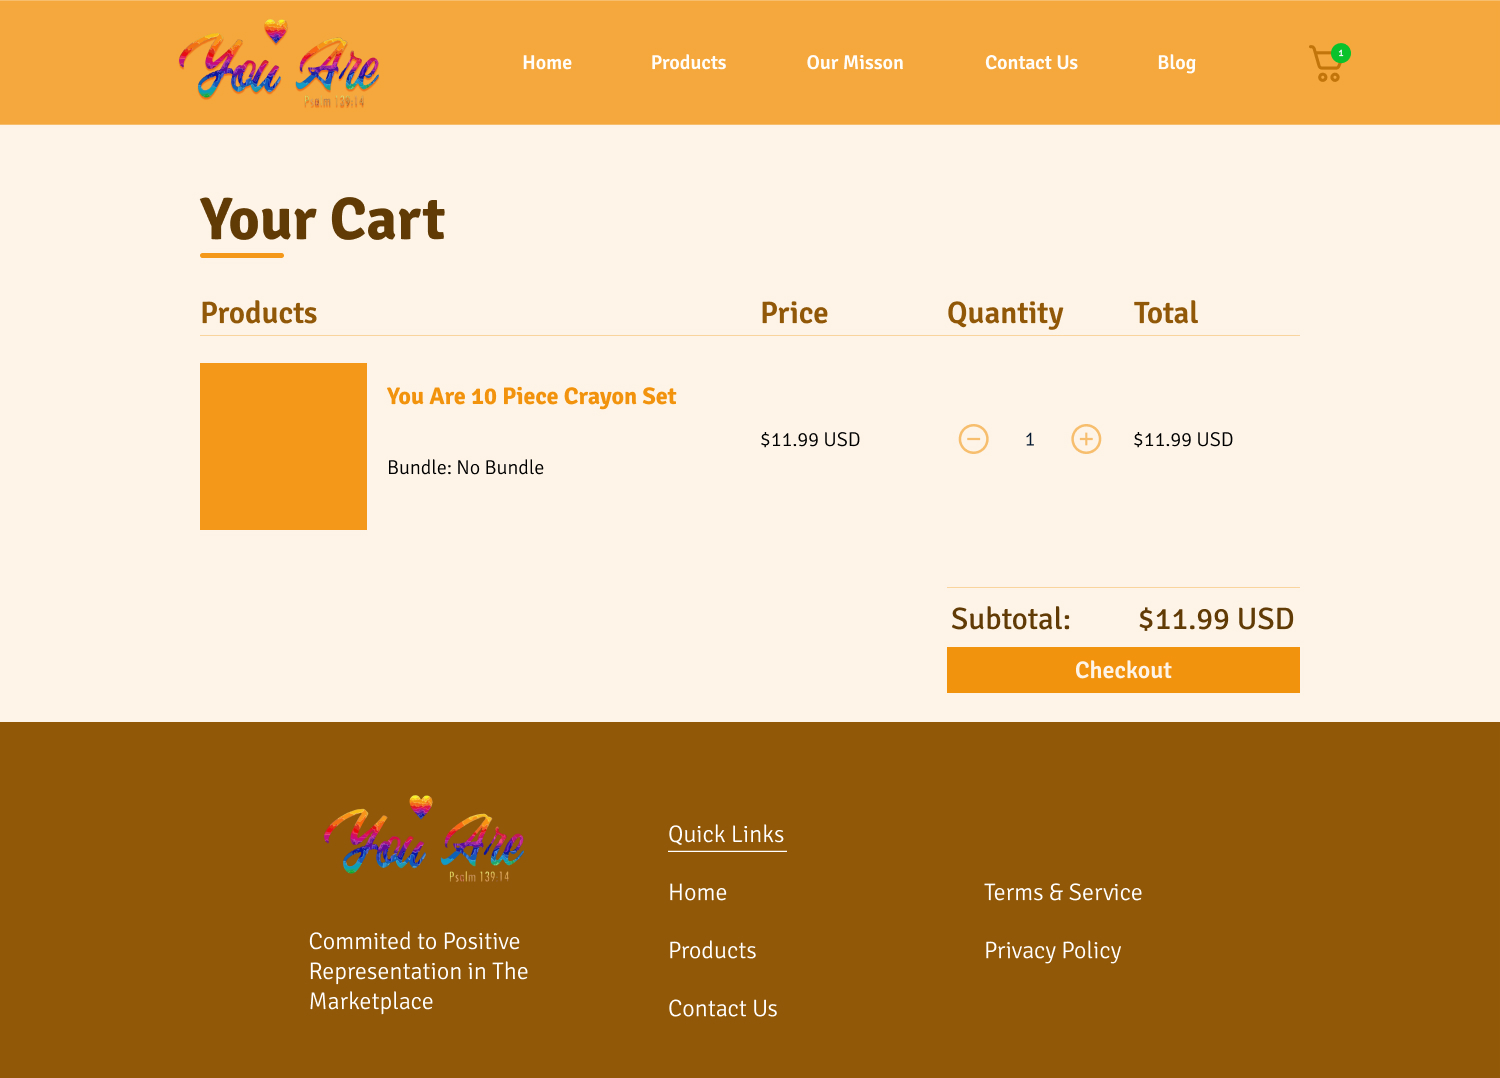 You Are
Psalm 139:14
Home
Products
Our Misson
Contact Us
Blog
1
Your Cart
Products
Price
Quantity
Total
You Are 10 Piece Crayon Set
Bundle: No Bundle
$11.99 USD
1
$11.99 USD
Subtotal:
$11.99 USD
Checkout
You Are
Psalm 139:14
Commited to Positive
Representation in The
Marketplace
Quick Links
Home
Products
Contact Us
Terms & Service
Privacy Policy